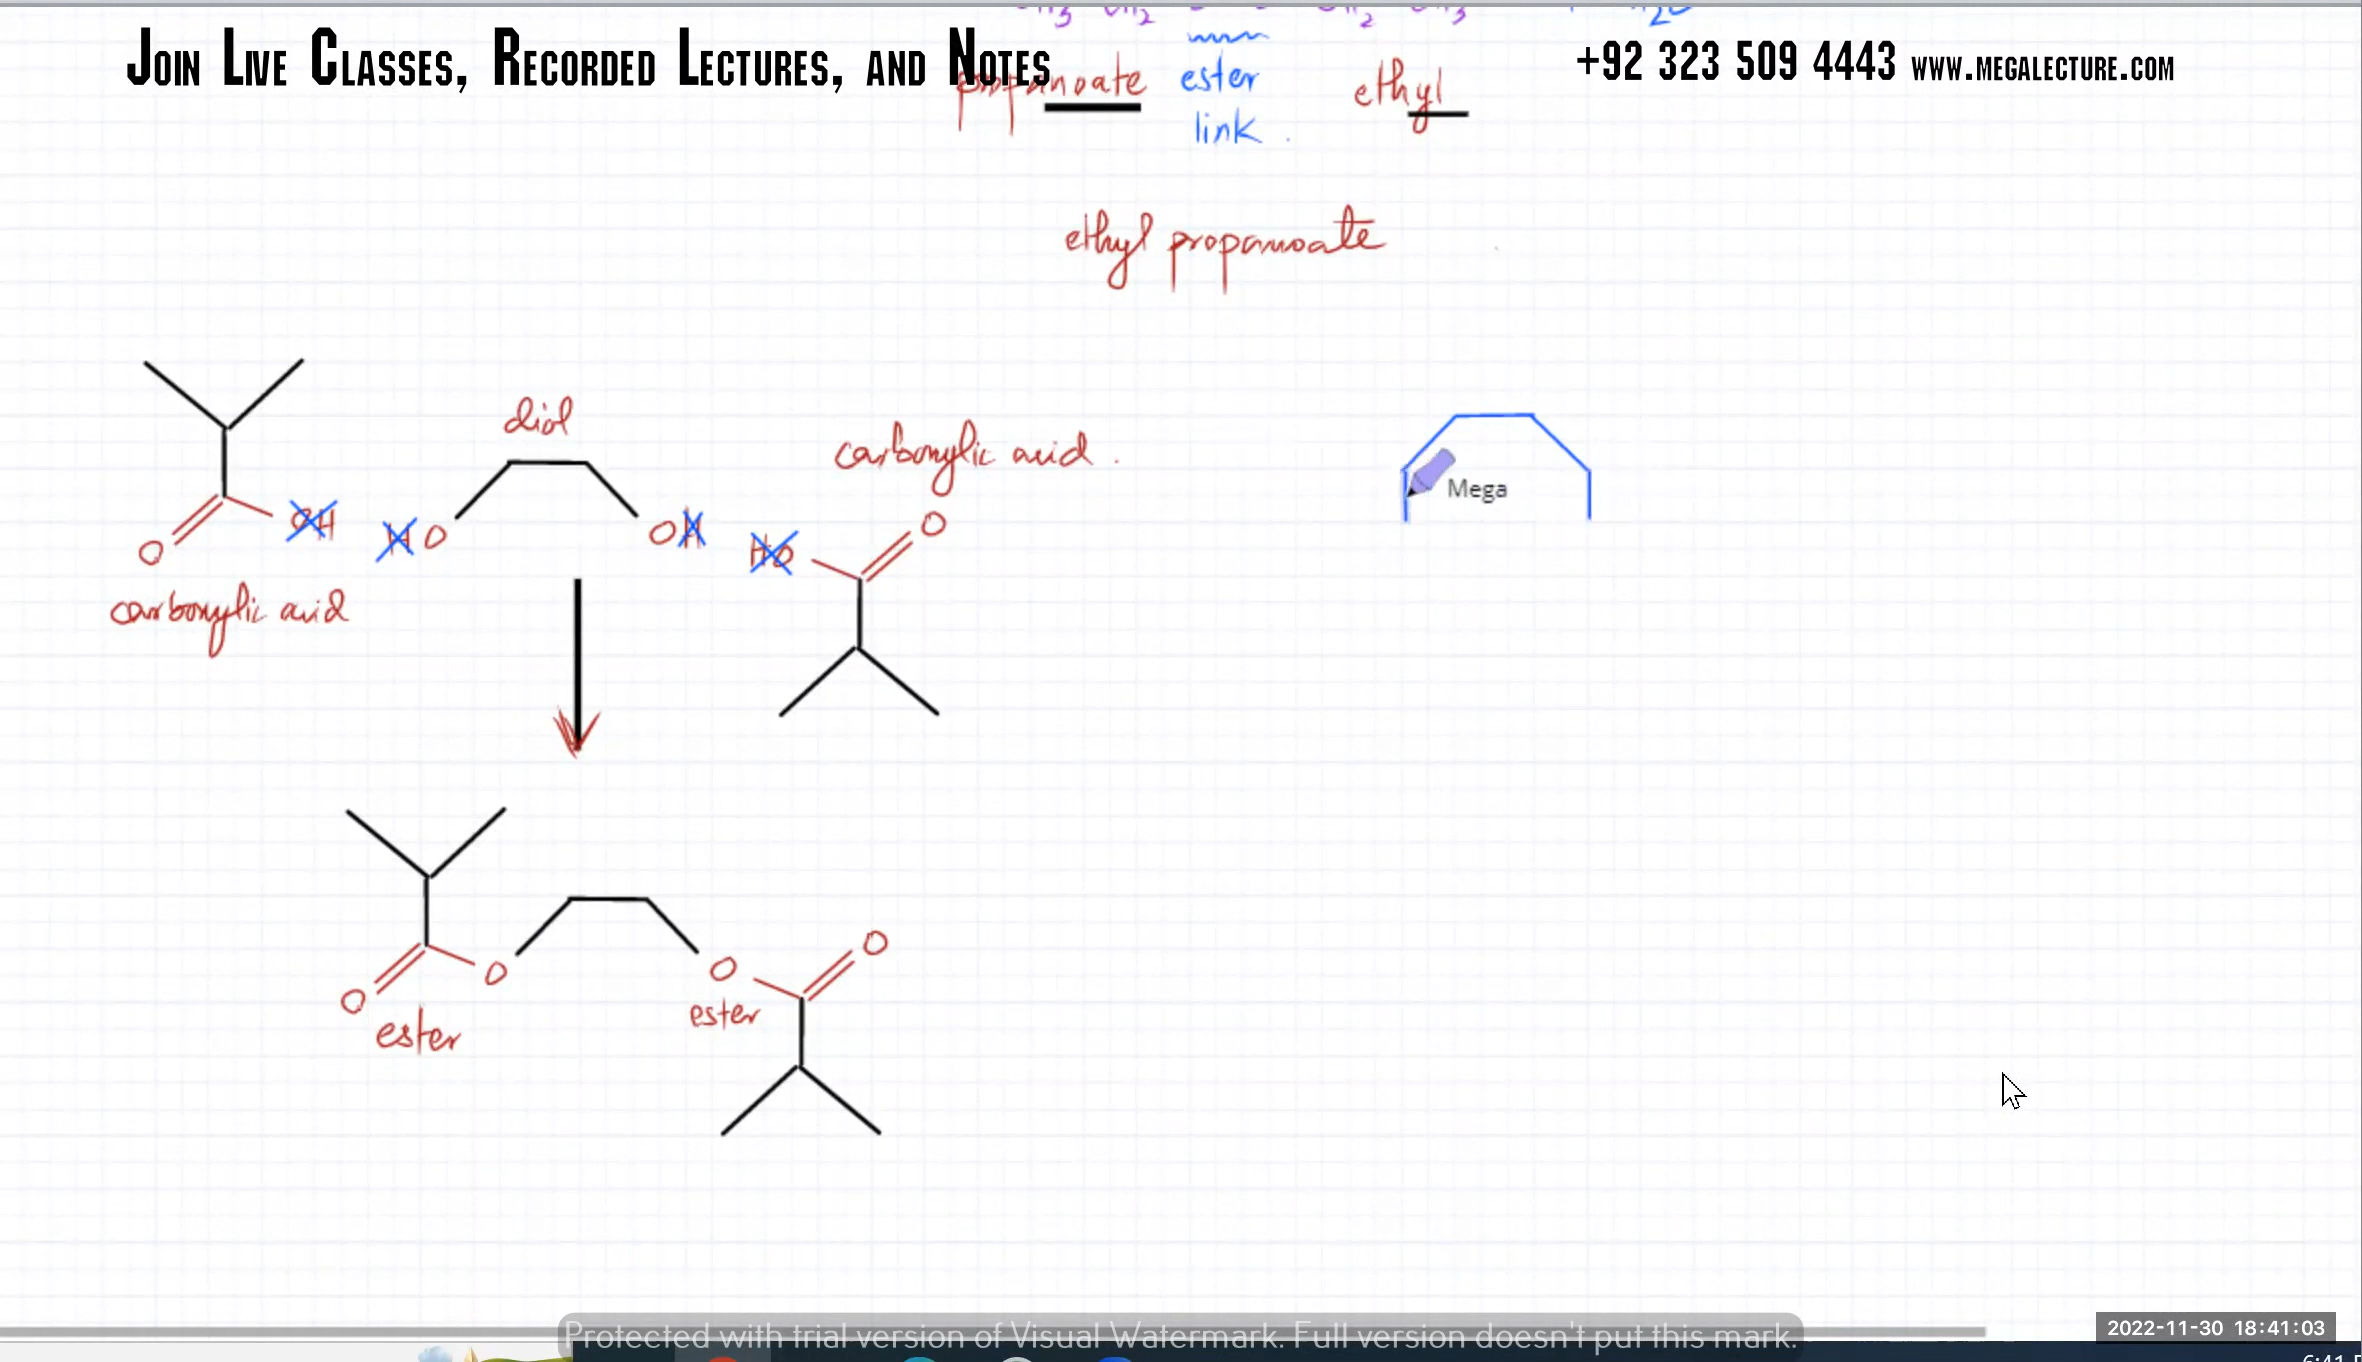 JOIN LIVE CLASSES, RECORDED LECTURES, AND NOTES +92 323 509 4443 WWW.MEGALECTURE.COM
propanoate ester ethyl
link .
ethyl propanoate
diol
carboxylic acid .
Mega
OH H O OH HO O
O
carboxylic acid
O
O O
O
ester ester
Protected with trial version of Visual Watermark. Full version doesn't put this mark.
2022-11-30 18:41:03